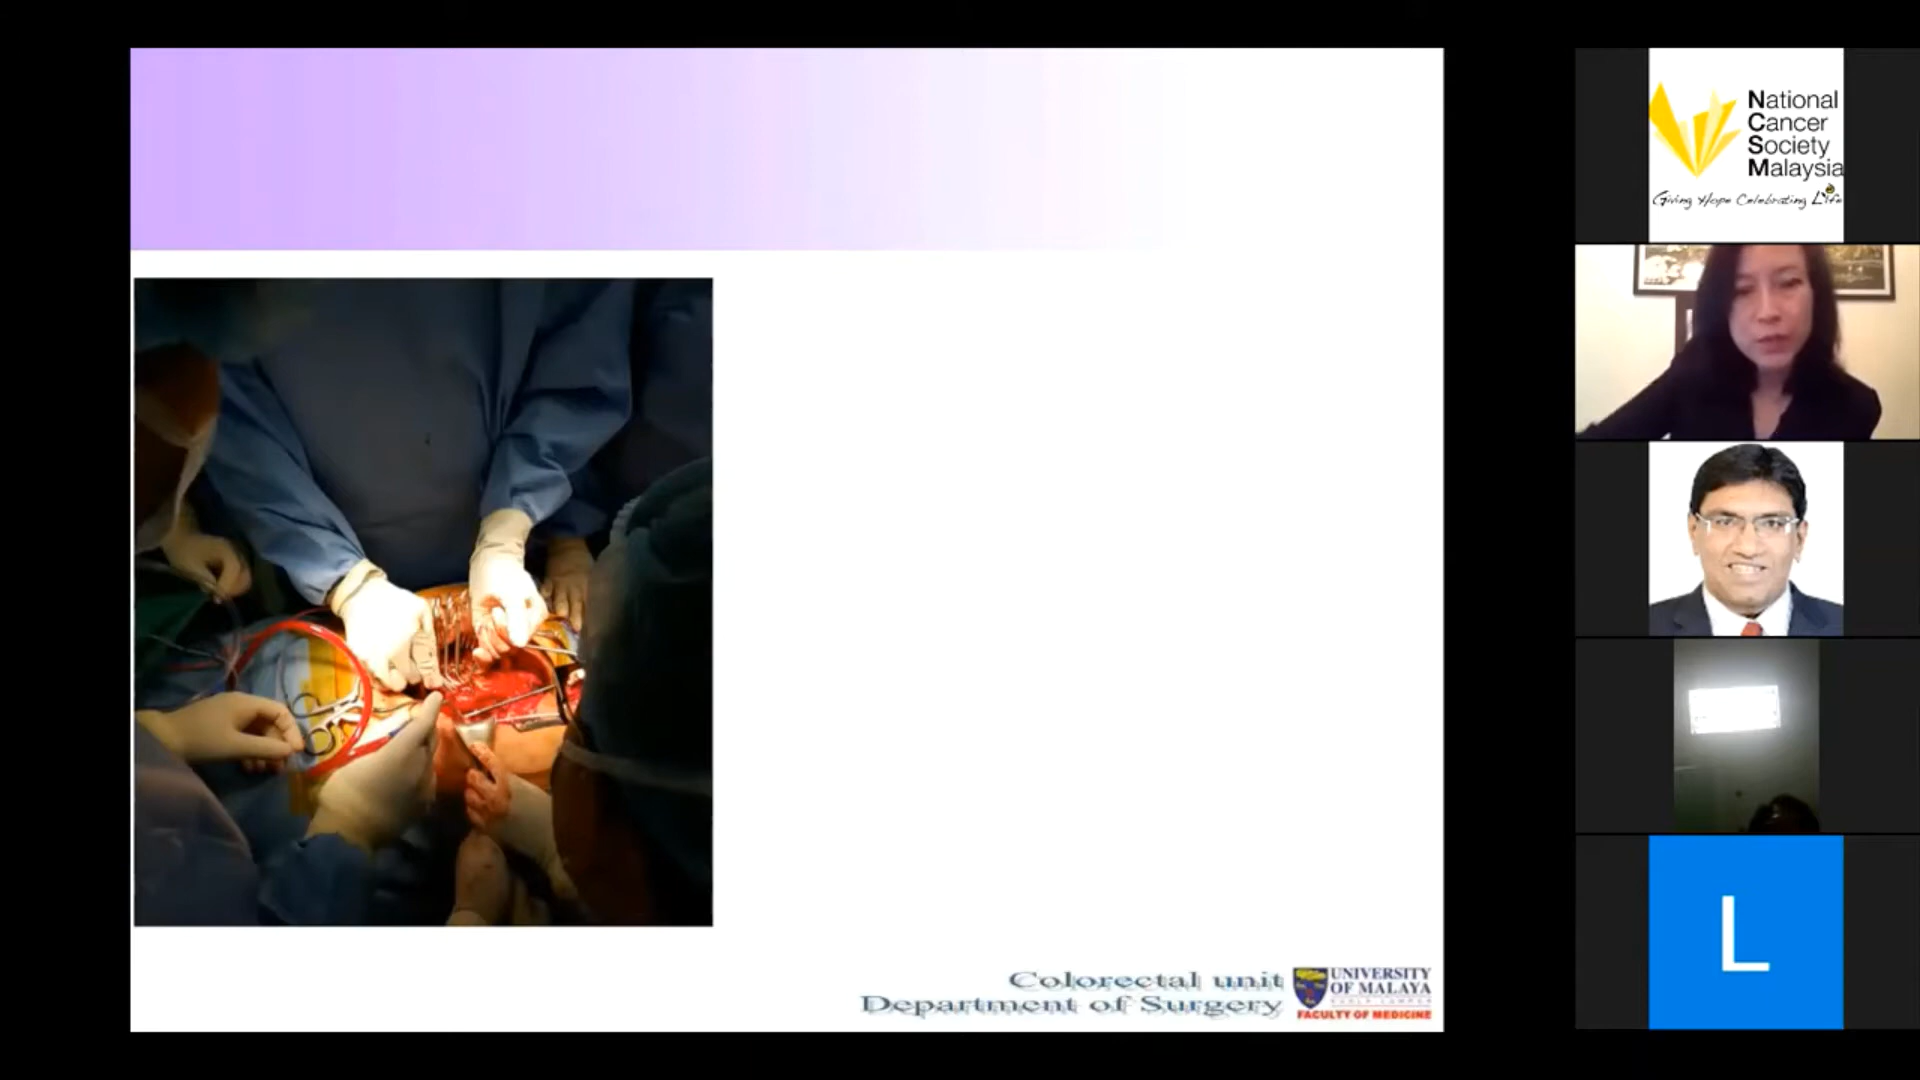 National
Cancer
Society
Malaysia
Giving Hope Celebrating Life
Colorectal unit
Department of Surgery
UNIVERSITY
OF MALAYA
FACULTY OF MEDICINE
L